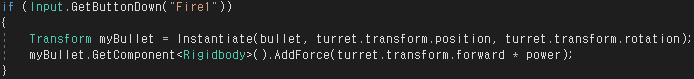 if (Input.GetButtonDown("Fire1"))
{
Transform myBullet = Instantiate(bullet, turret.transform.position, turret.transform.rotation);
myBullet.GetComponent<Rigidbody>().AddForce(turret.transform.forward * power);
}